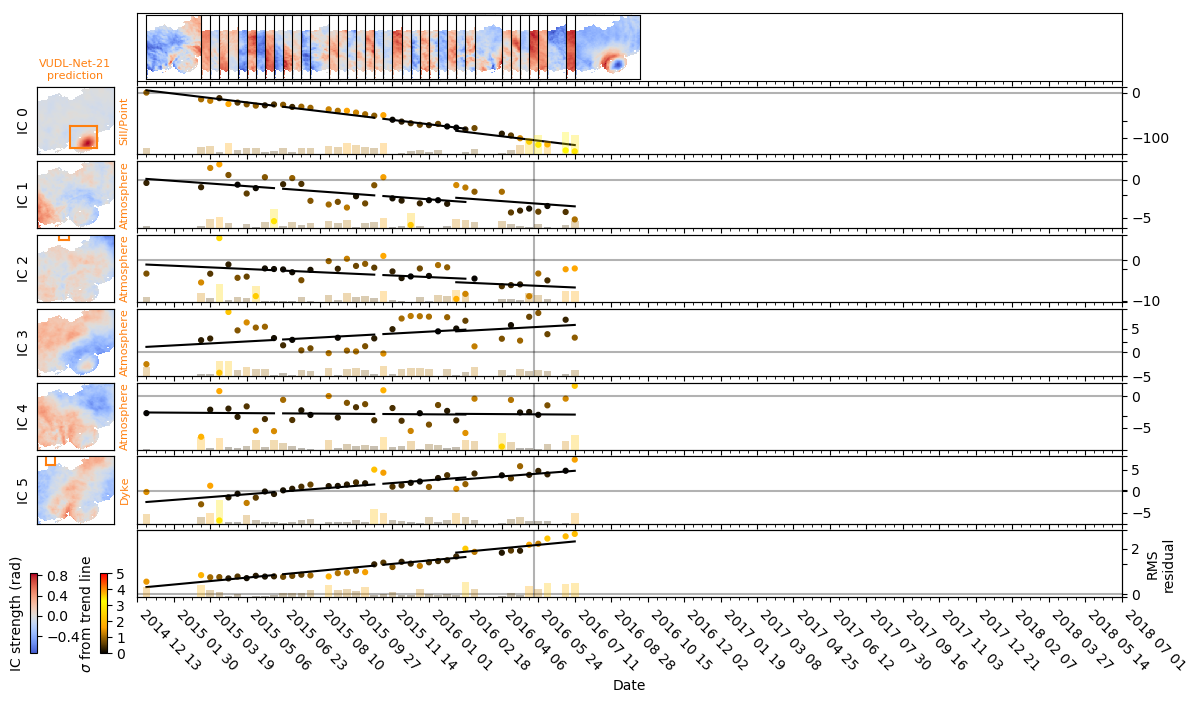 VUDL-Net-21
prediction
IC 0
Sill/Point
0
−100
IC 1
Atmosphere
0
−5
IC 2
Atmosphere
0
−10
IC 3
Atmosphere
5
0
−5
IC 4
Atmosphere
0
−5
IC 5
Dyke
5
0
−5
2
0
RMS
residual
IC strength (rad)
0.8
0.4
0.0
−0.4
σ from trend line
5
4
3
2
1
0
2014 12 13
2015 01 30
2015 03 19
2015 05 06
2015 06 23
2015 08 10
2015 09 27
2015 11 14
2016 01 01
2016 02 18
2016 04 06
2016 05 24
2016 07 11
2016 08 28
2016 10 15
2016 12 02
2017 01 19
2017 03 08
2017 04 25
2017 06 12
2017 07 30
2017 09 16
2017 11 03
2017 12 21
2018 02 07
2018 03 27
2018 05 14
2018 07 01
Date